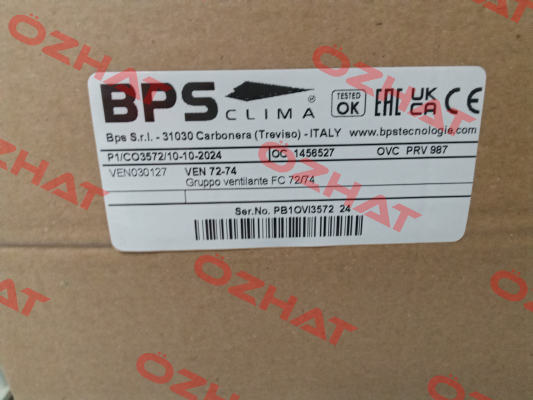 BPS CLIMA ®
TESTED OK EAC UK CA CE
Bps S.r.l. - 31030 Carbonera (Treviso) - ITALY www.bpstecnologie.com
P1/CO3572/10-10-2024 OC 1456527 OVC PRV 987
VEN030127 VEN 72-74
Gruppo ventilante FC 72/74
Ser.No. PB1OVI3572 24
OZHAT
OZHAT
OZHAT
OZHAT
OZHAT
OZHAT
OZHAT